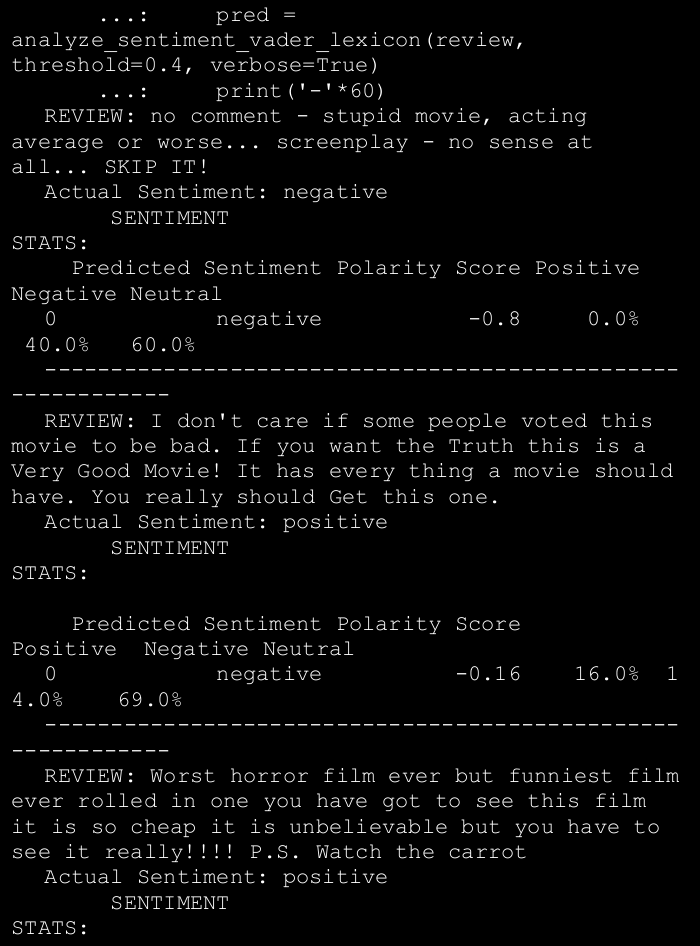 ...:     pred =
analyze_sentiment_vader_lexicon(review,
threshold=0.4, verbose=True)
...:     print('-'*60)
REVIEW: no comment - stupid movie, acting
average or worse... screenplay - no sense at
all... SKIP IT!
Actual Sentiment: negative
SENTIMENT
STATS:
Predicted Sentiment Polarity Score Positive
Negative Neutral
0            negative           -0.8     0.0%
40.0%   60.0%
------------------------------------------------
------------
REVIEW: I don't care if some people voted this
movie to be bad. If you want the Truth this is a
Very Good Movie! It has every thing a movie should
have. You really should Get this one.
Actual Sentiment: positive
SENTIMENT
STATS:
Predicted Sentiment Polarity Score
Positive  Negative Neutral
0            negative          -0.16    16.0%  1
4.0%    69.0%
------------------------------------------------
------------
REVIEW: Worst horror film ever but funniest film
ever rolled in one you have got to see this film
it is so cheap it is unbelievable but you have to
see it really!!!! P.S. Watch the carrot
Actual Sentiment: positive
SENTIMENT
STATS: